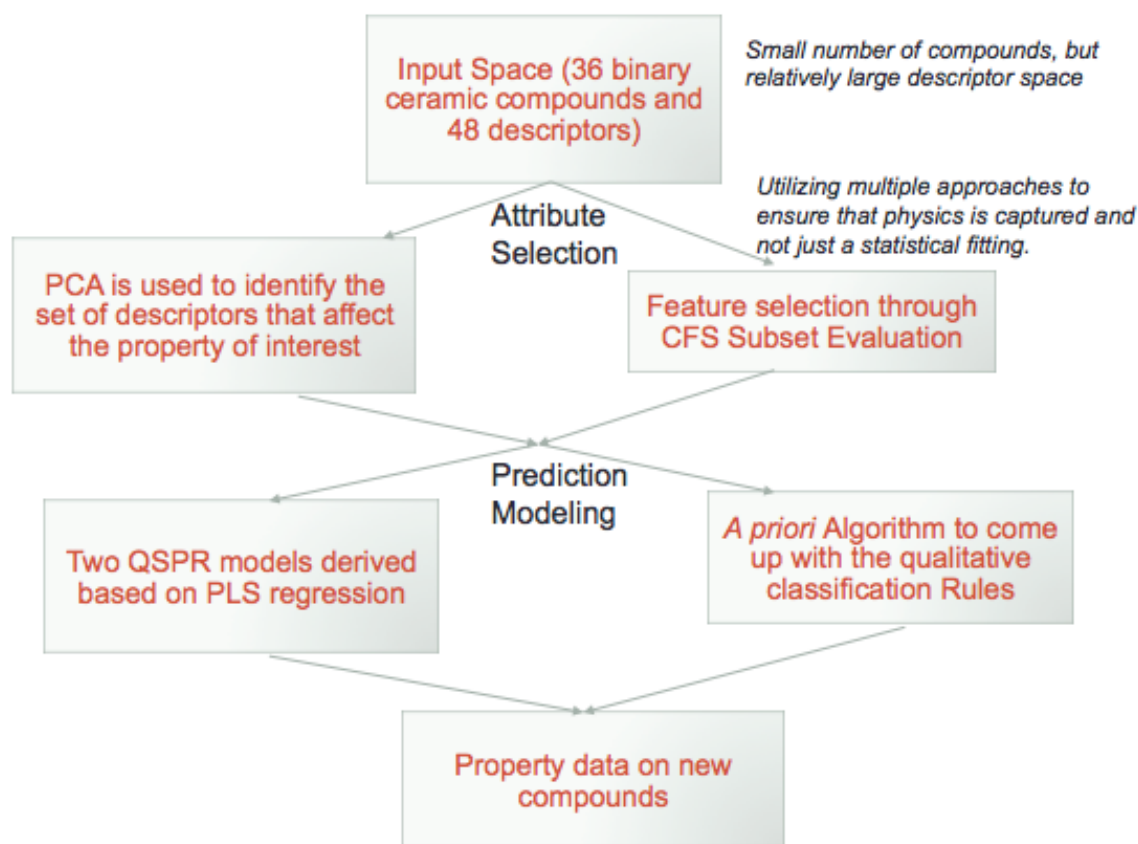 Input Space (36 binary
ceramic compounds and
48 descriptors)
Small number of compounds, but
relatively large descriptor space
Utilizing multiple approaches to
ensure that physics is captured and
not just a statistical fitting.
Attribute
Selection
PCA is used to identify the
set of descriptors that affect
the property of interest
Feature selection through
CFS Subset Evaluation
Prediction
Modeling
Two QSPR models derived
based on PLS regression
A priori Algorithm to come
up with the qualitative
classification Rules
Property data on new
compounds